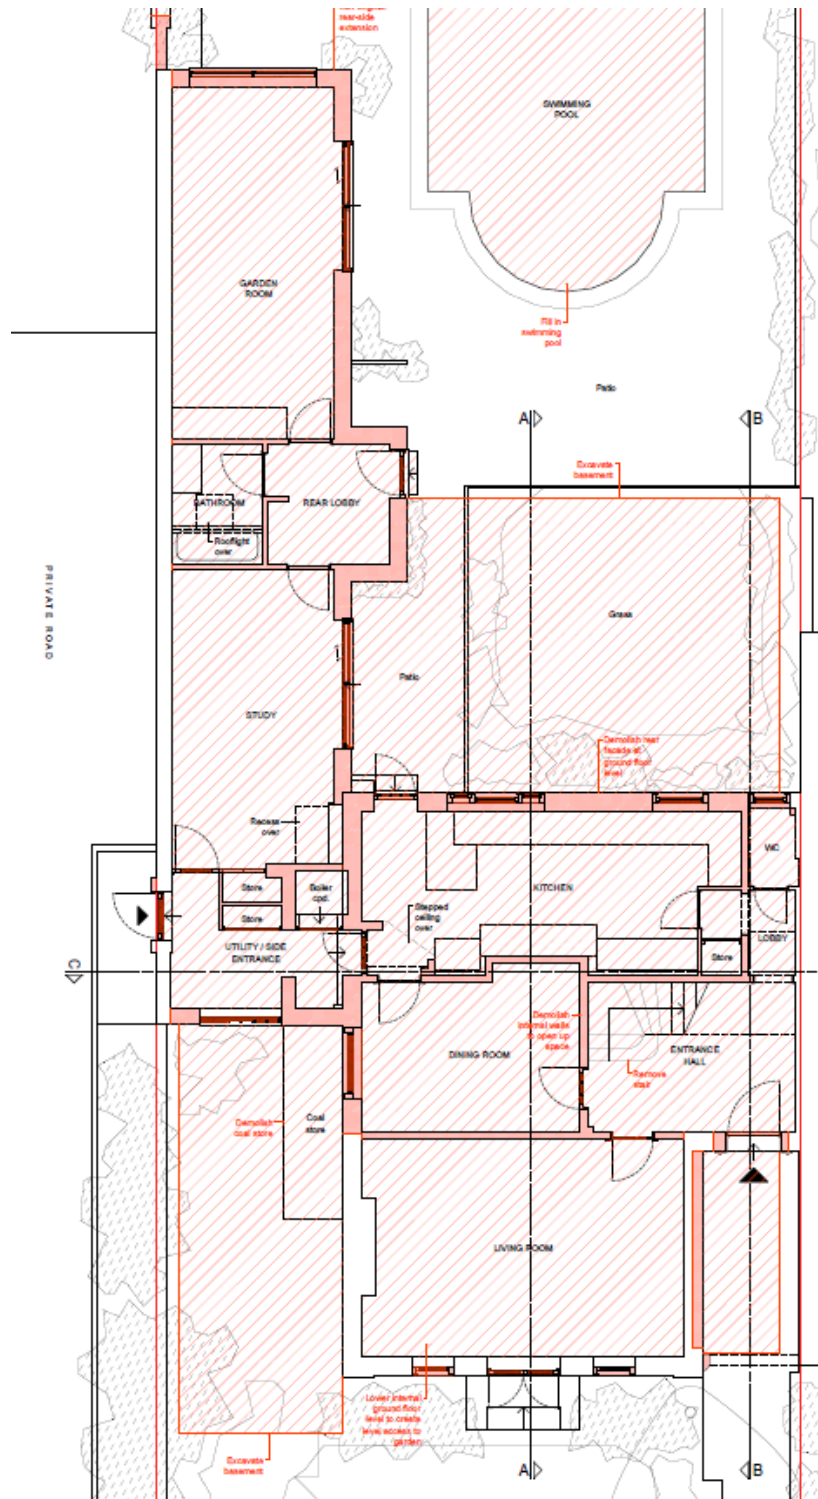 rear-side
extension
SWIMMING
POOL
GARDEN
ROOM
Fill in
swimming
pool
Patio
A
B
Excavate
basement
BATHROOM
REAR LOBBY
Rooflight
over
PRIVATE ROAD
Grass
Patio
STUDY
Demolish rear
facade at
ground floor
level
Recess
over
WC
Store
Boiler
cpd.
KITCHEN
Stepped
ceiling
over
Store
UTILITY / SIDE
ENTRANCE
LOBBY
Store
C
Demolish
internal walls
to open up
space
DINING ROOM
ENTRANCE
HALL
Remove
stair
Demolish
coal store
Coal
store
LIVING ROOM
Lower internal
ground floor
level to create
level access to
garden
Excavate
basement
A
B